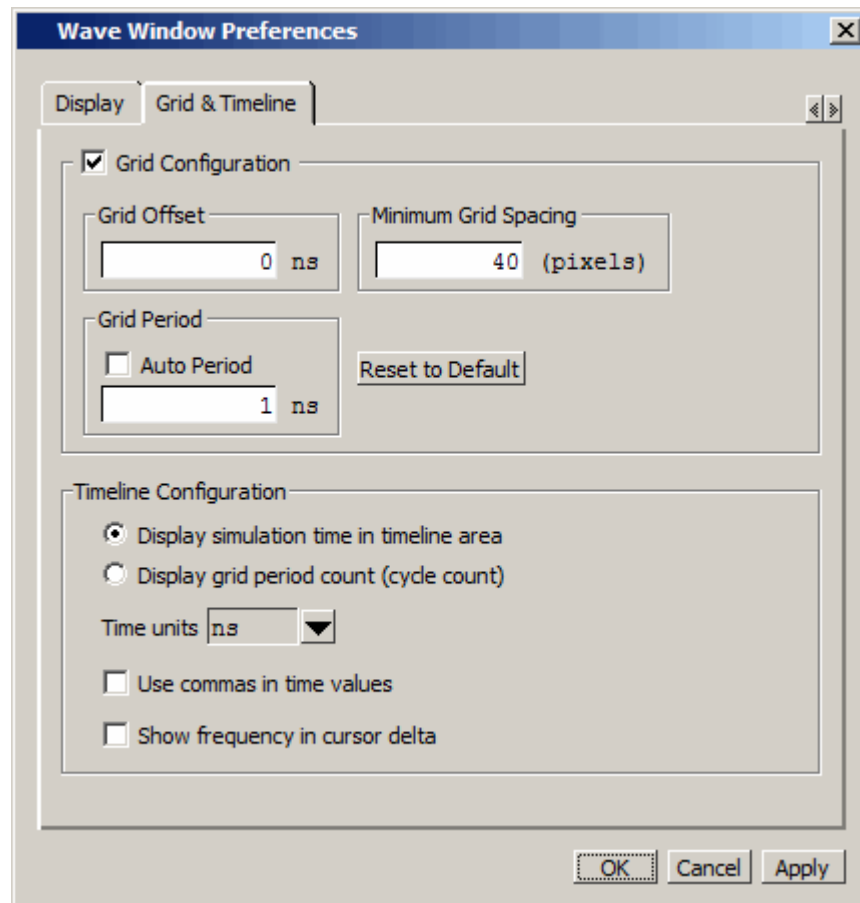 Wave Window Preferences
Display Grid & Timeline
Grid Configuration
Grid Offset Minimum Grid Spacing
0 ns 40 (pixels)
Grid Period
Auto Period Reset to Default
1 ns
Timeline Configuration
Display simulation time in timeline area
Display grid period count (cycle count)
Time units ns
Use commas in time values
Show frequency in cursor delta
OK Cancel Apply